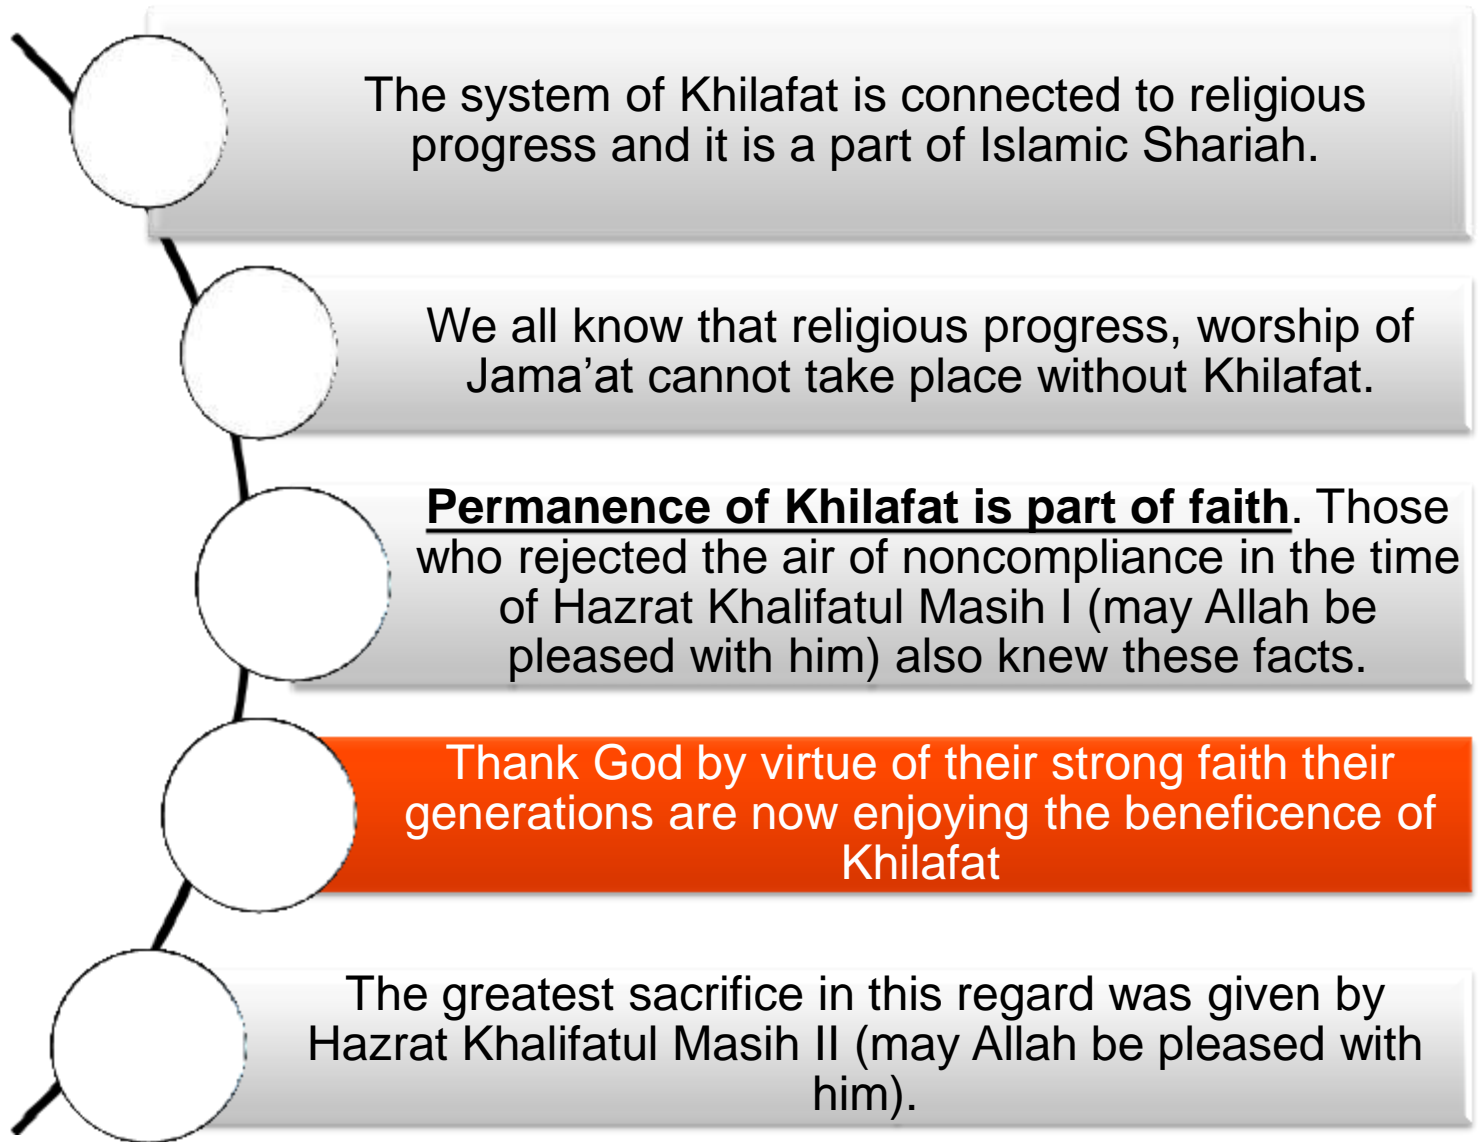 The system of Khilafat is connected to religious
progress and it is a part of Islamic Shariah.
We all know that religious progress, worship of
Jama’at cannot take place without Khilafat.
Permanence of Khilafat is part of faith. Those
who rejected the air of noncompliance in the time
of Hazrat Khalifatul Masih I (may Allah be
pleased with him) also knew these facts.
Thank God by virtue of their strong faith their
generations are now enjoying the beneficence of
Khilafat
The greatest sacrifice in this regard was given by
Hazrat Khalifatul Masih II (may Allah be pleased with
him).